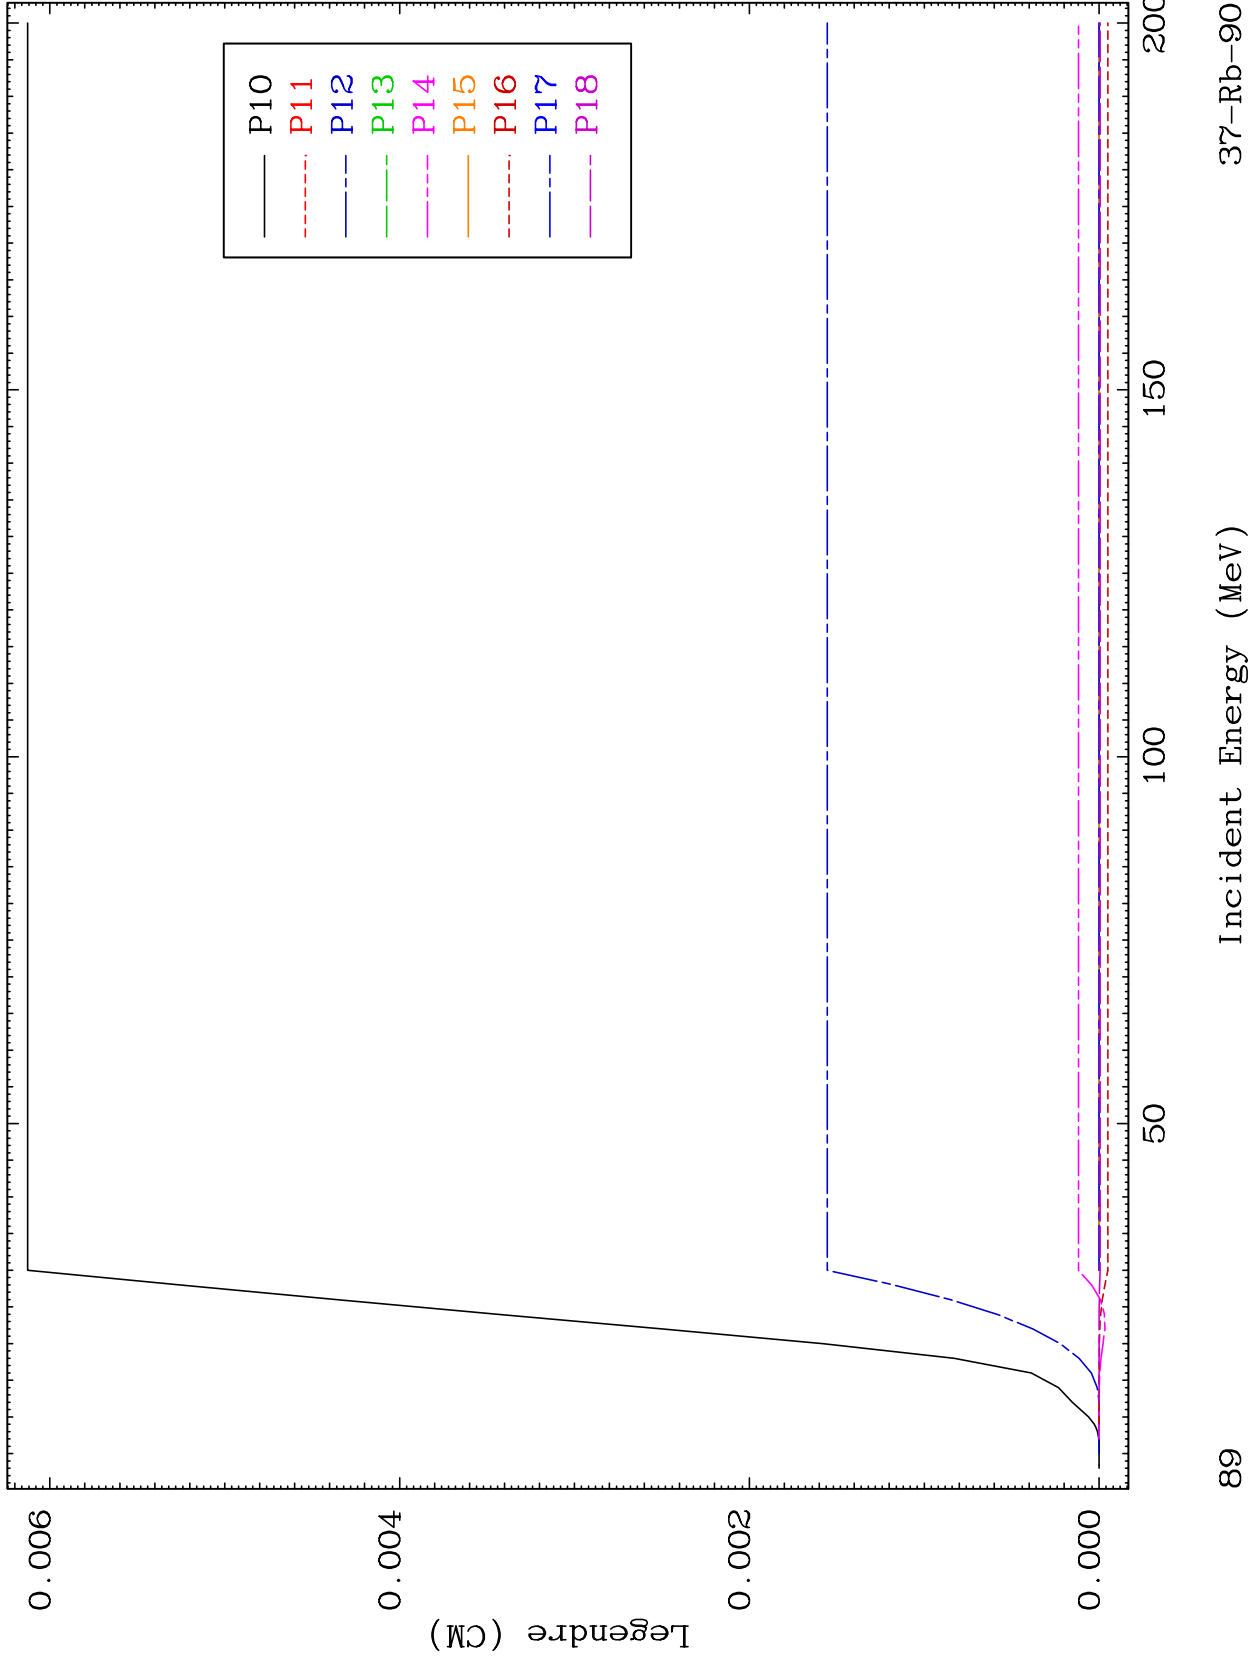 P10
P11
P12
P13
P14
P15
P16
P17
P18
0.006
0.004
0.002
0.000
Legendre (CM)
50
100
150
200
Incident Energy (MeV)
89
37-Rb-90